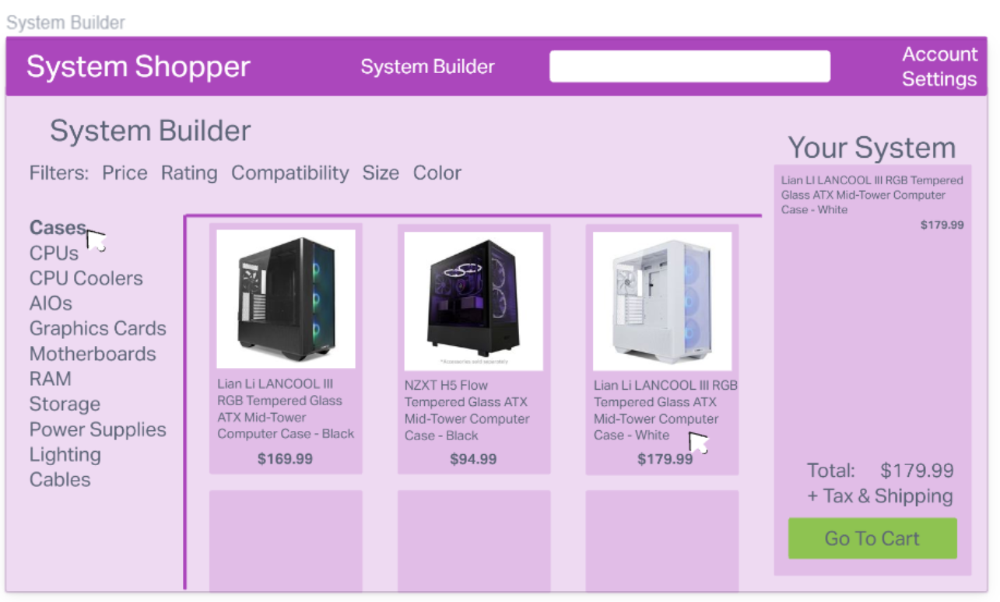 System Builder
System Shopper
System Builder
Account
Settings
System Builder
Filters: Price Rating Compatibility Size Color
Cases
CPUs
CPU Coolers
AIOs
Graphics Cards
Motherboards
RAM
Storage
Power Supplies
Lighting
Cables
Lian Li LANCOOL III
RGB Tempered Glass
ATX Mid-Tower
Computer Case - Black
$169.99
*Accessories sold separately
NZXT H5 Flow
Tempered Glass ATX
Mid-Tower Computer
Case - Black
$94.99
Lian Li LANCOOL III RGB
Tempered Glass ATX
Mid-Tower Computer
Case - White
$179.99
Your System
Lian LI LANCOOL III RGB Tempered
Glass ATX Mid-Tower Computer
Case - White
$179.99
Total: $179.99
+ Tax & Shipping
Go To Cart